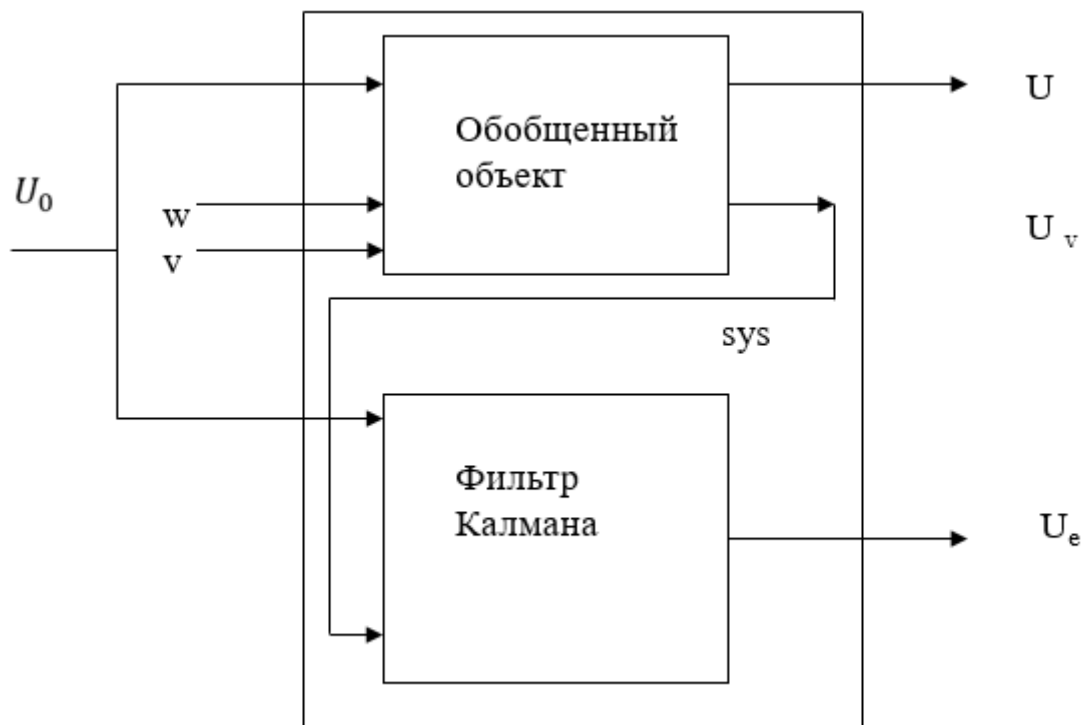 U
Обобщенный
объект
U₀
w
U ᵥ
v
sys
Фильтр
Калмана
Uₑ